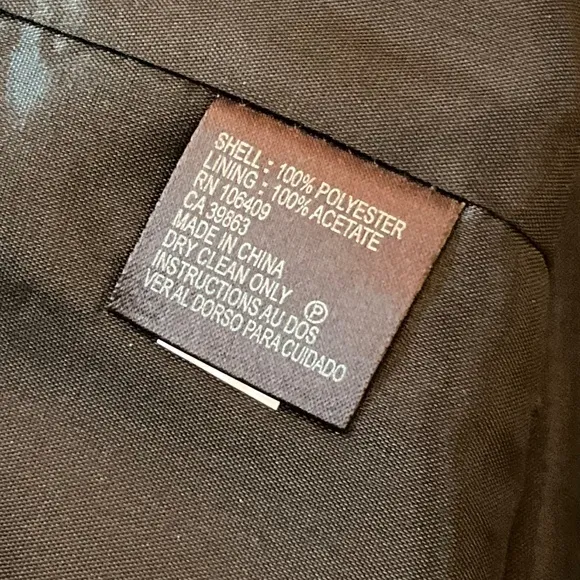 SHELL : 100% POLYESTER
LINING : 100% ACETATE
RN 106409
CA 39863
MADE IN CHINA
DRY CLEAN ONLY Ⓟ
INSTRUCTIONS AU DOS
VER AL DORSO PARA CUIDADO